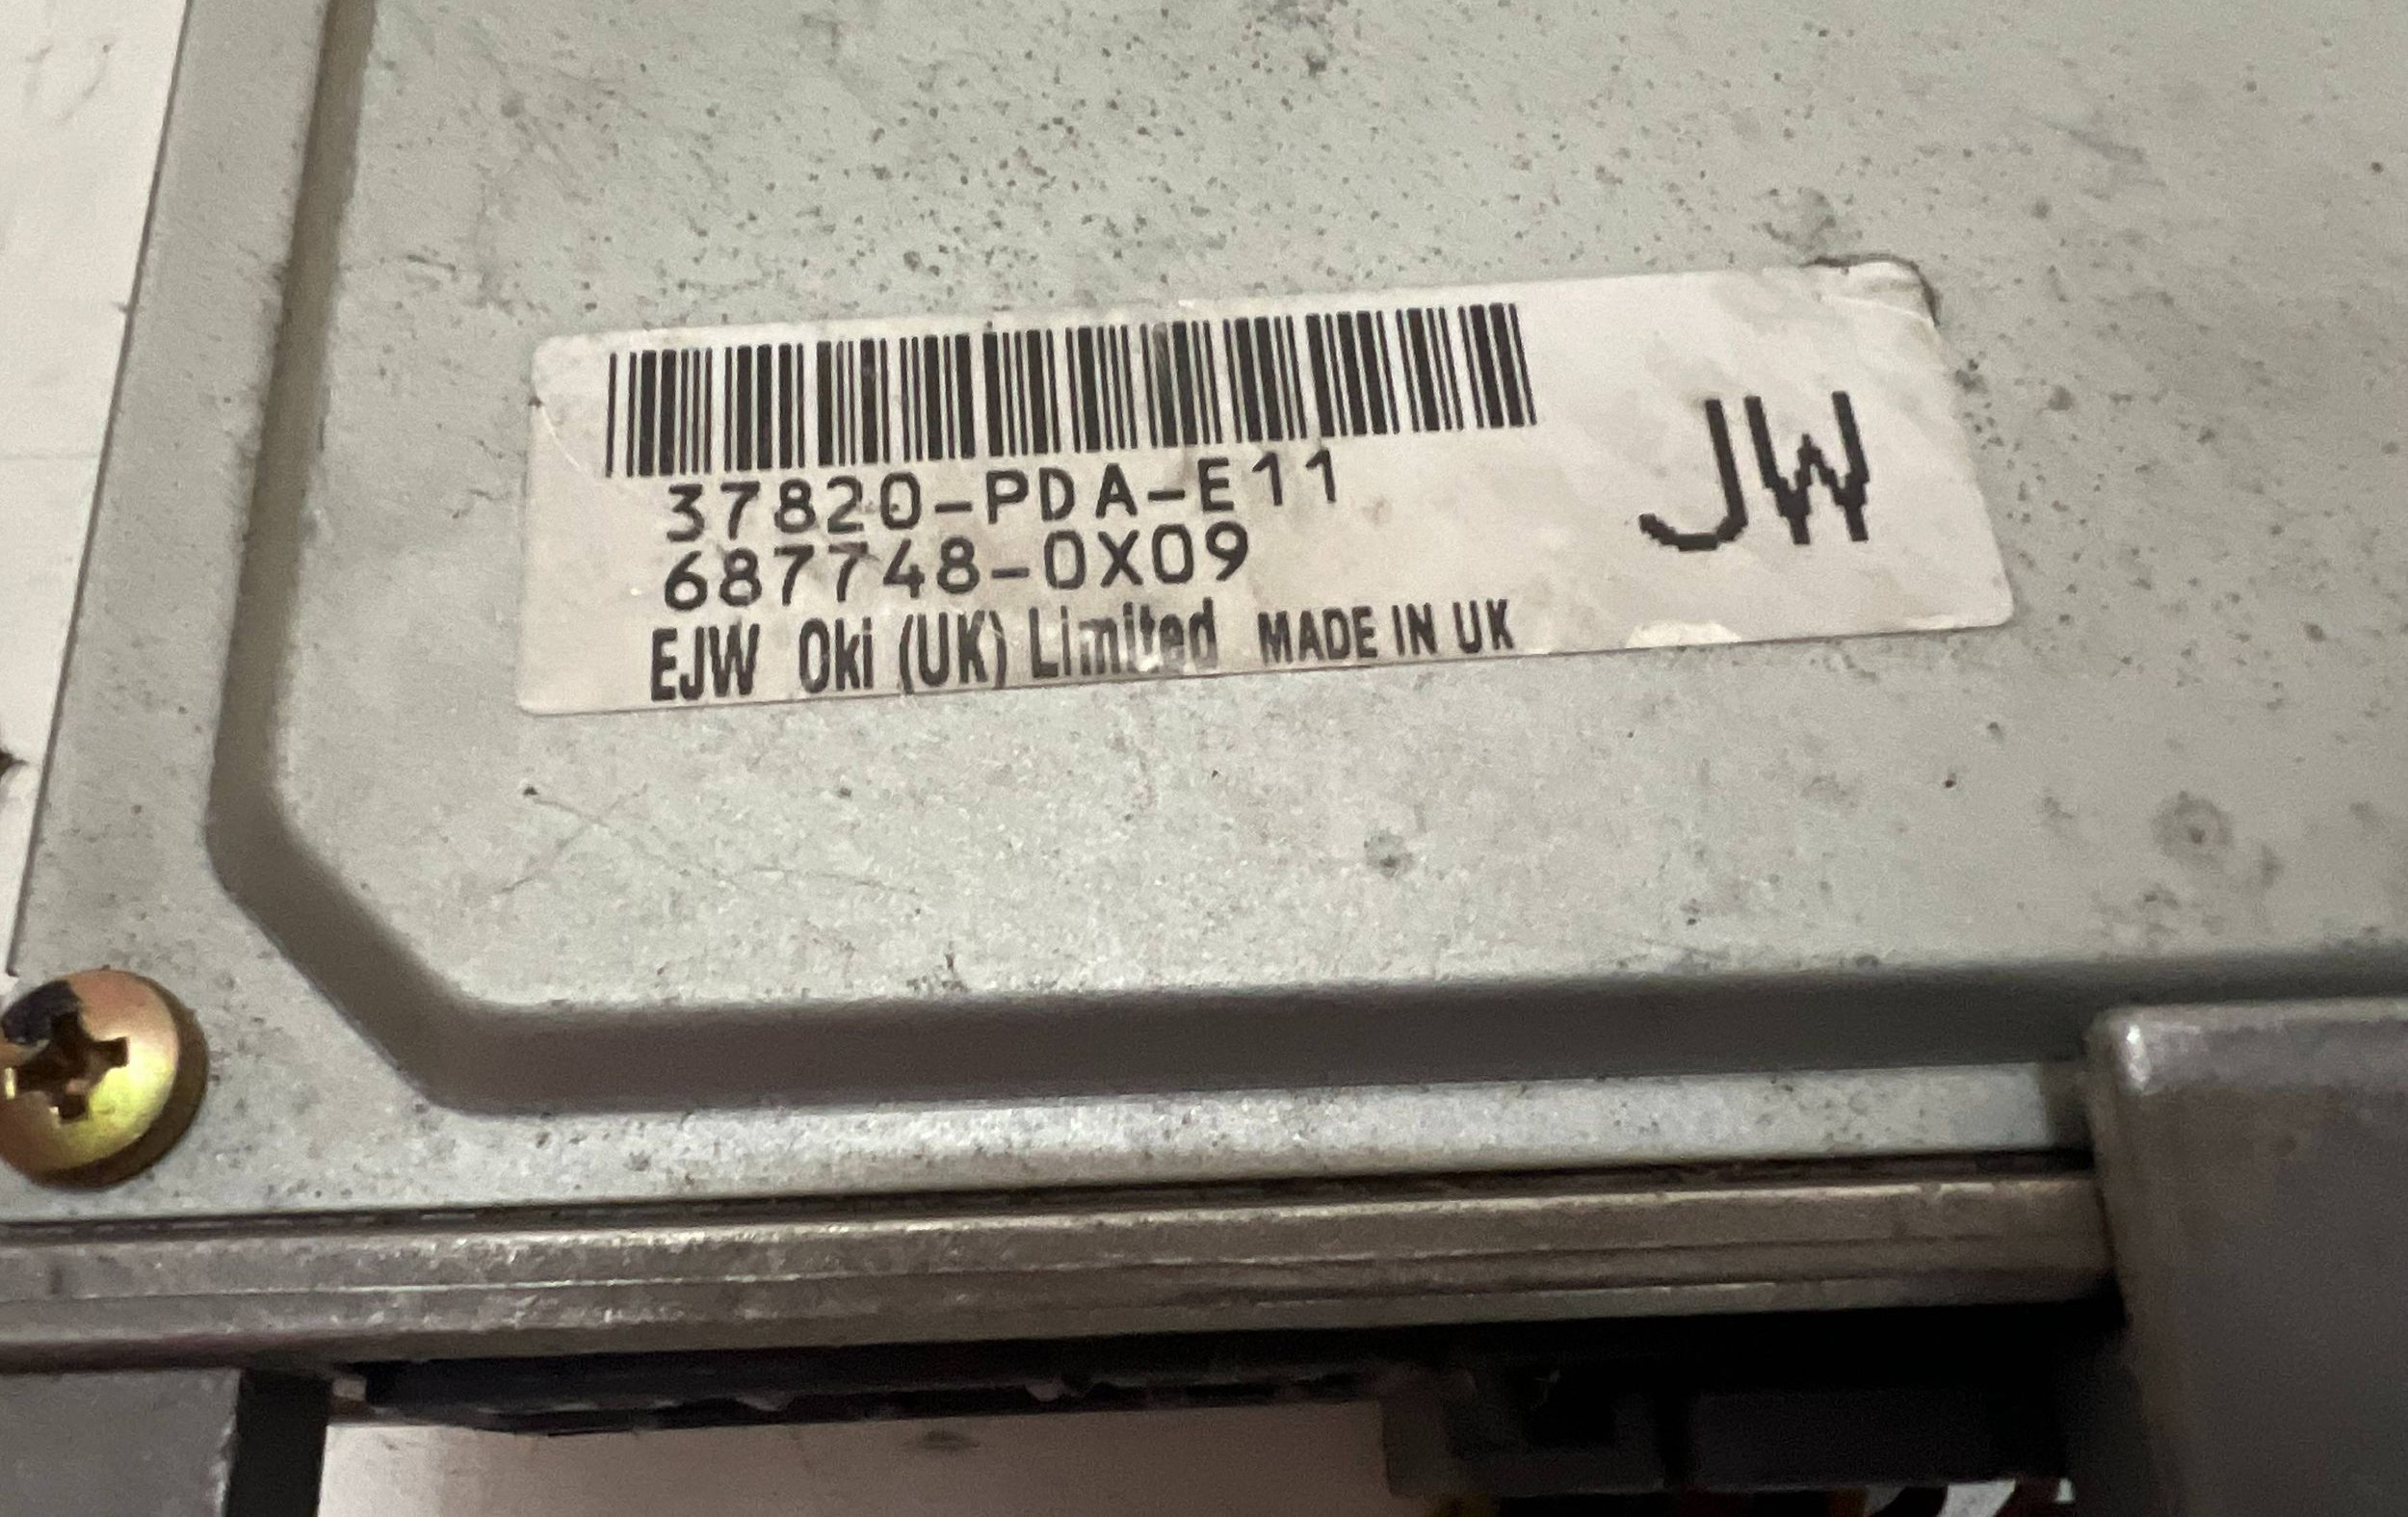 37820-PDA-E11
687748-0X09
JW
EJW Oki (UK) Limited MADE IN UK